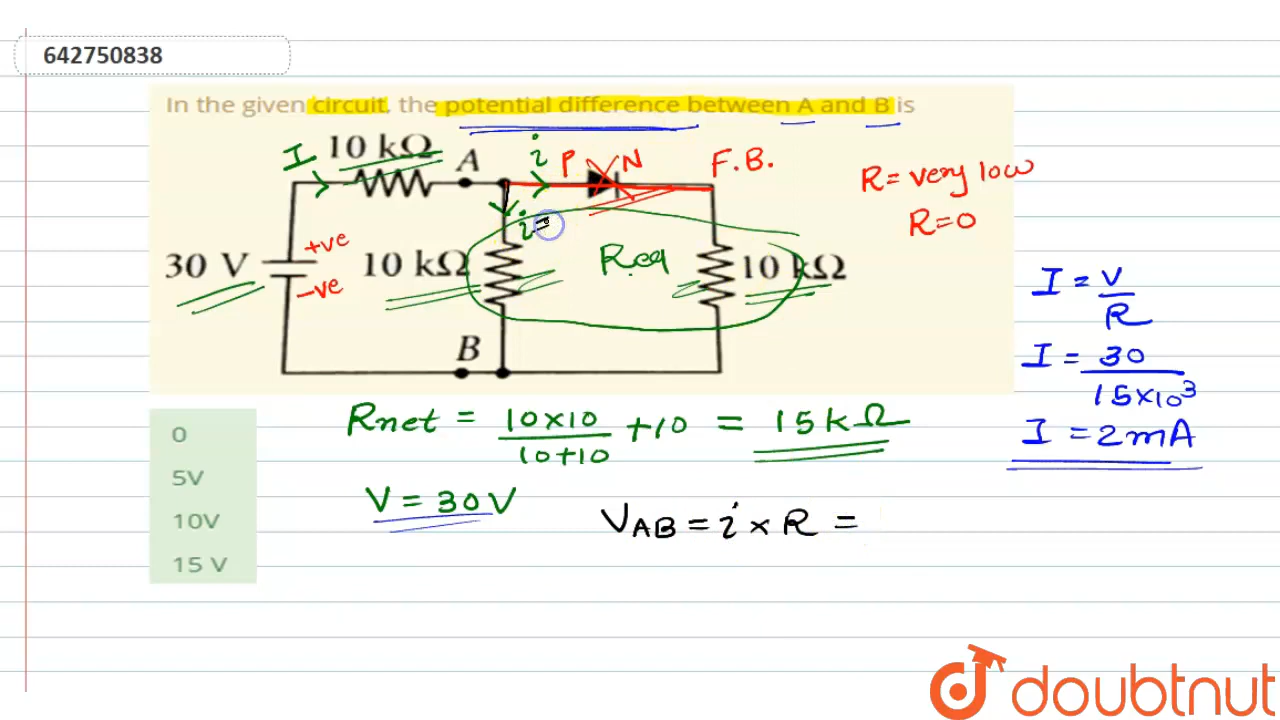 642750838
In the given circuit, the potential difference between A and B is
I 10 kΩ A i P N F.B.
R = very low
R = 0
30 V +ve -ve 10 kΩ i = Req 10 kΩ
B
I = V/R
I = 30/15×10³
I = 2mA
Rnet = 10×10/10+10 +10 = 15kΩ
V = 30V
VAB = i × R =
0
5V
10V
15 V
doubtnut